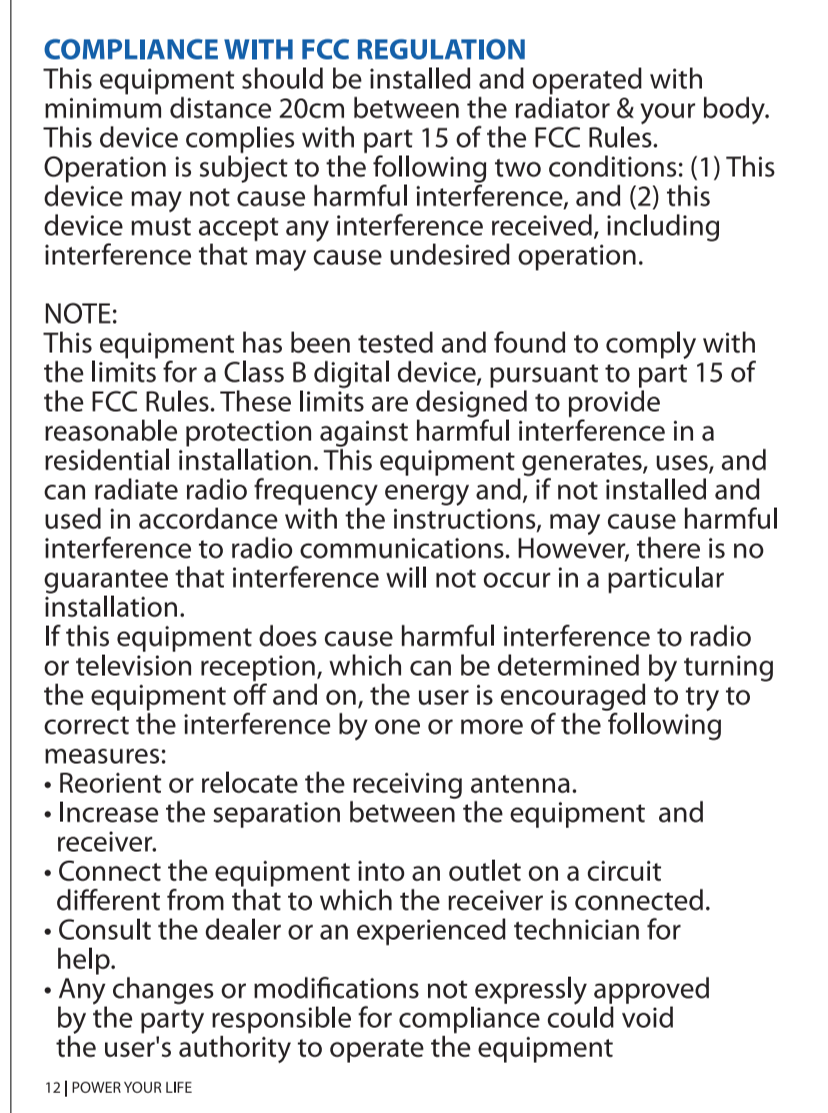 COMPLIANCE WITH FCC REGULATION
This equipment should be installed and operated with
minimum distance 20cm between the radiator & your body.
This device complies with part 15 of the FCC Rules.
Operation is subject to the following two conditions: (1) This
device may not cause harmful interference, and (2) this
device must accept any interference received, including
interference that may cause undesired operation.
NOTE:
This equipment has been tested and found to comply with
the limits for a Class B digital device, pursuant to part 15 of
the FCC Rules. These limits are designed to provide
reasonable protection against harmful interference in a
residential installation. This equipment generates, uses, and
can radiate radio frequency energy and, if not installed and
used in accordance with the instructions, may cause harmful
interference to radio communications. However, there is no
guarantee that interference will not occur in a particular
installation.
If this equipment does cause harmful interference to radio
or television reception, which can be determined by turning
the equipment off and on, the user is encouraged to try to
correct the interference by one or more of the following
measures:
• Reorient or relocate the receiving antenna.
• Increase the separation between the equipment  and
receiver.
• Connect the equipment into an outlet on a circuit
different from that to which the receiver is connected.
• Consult the dealer or an experienced technician for
help.
• Any changes or modifications not expressly approved
by the party responsible for compliance could void
the user's authority to operate the equipment
12 | POWER YOUR LIFE